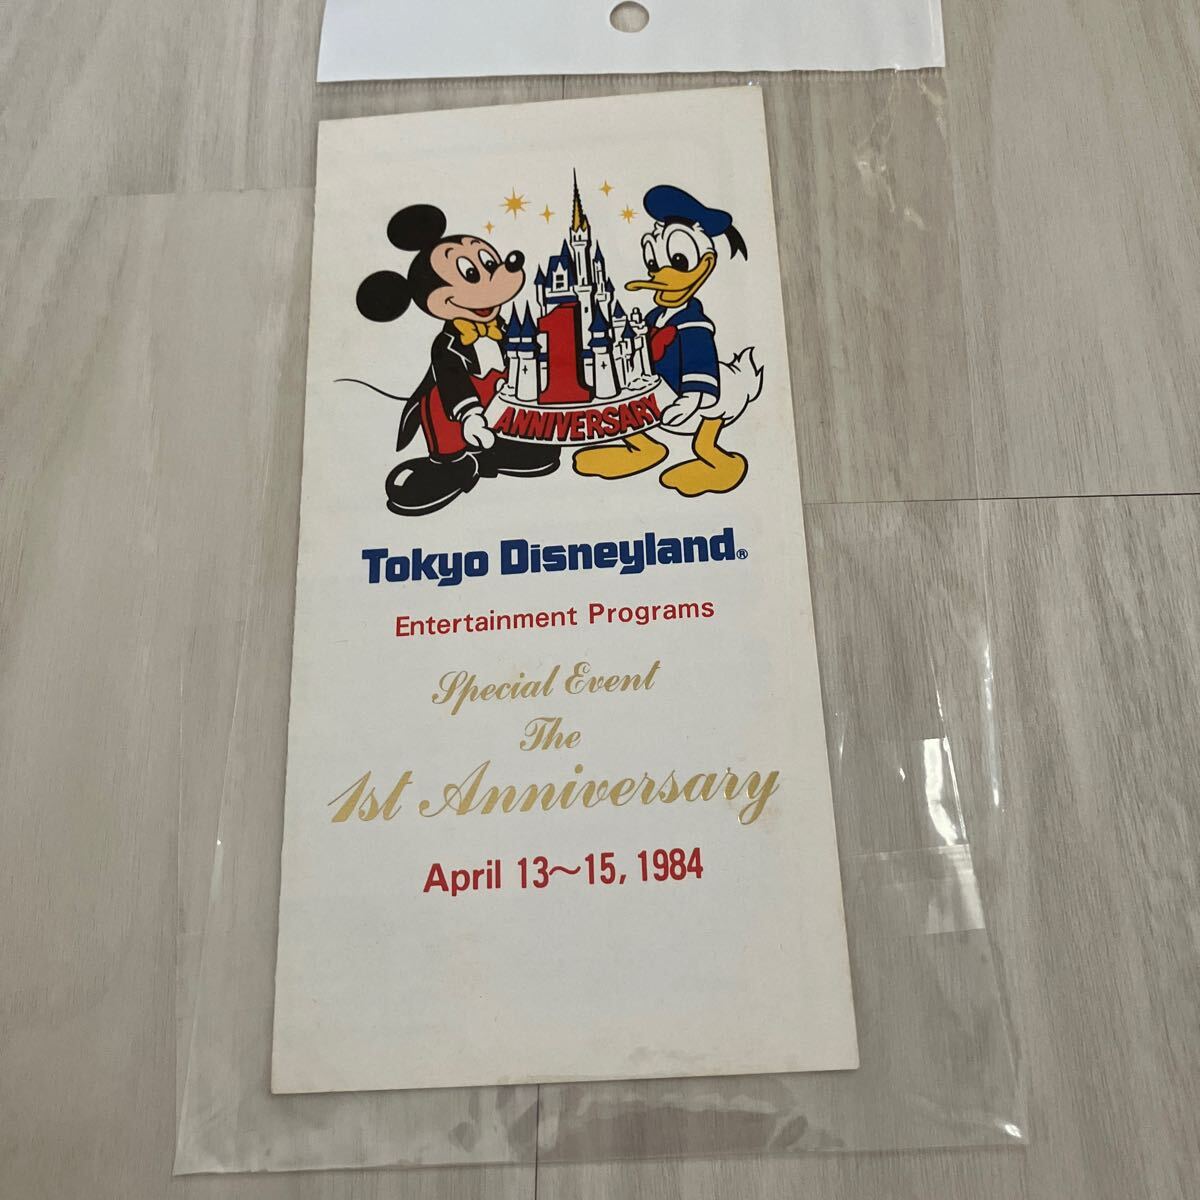 1
ANNIVERSARY
Tokyo Disneyland®
Entertainment Programs
Special Event
The
1st Anniversary
April 13~15, 1984